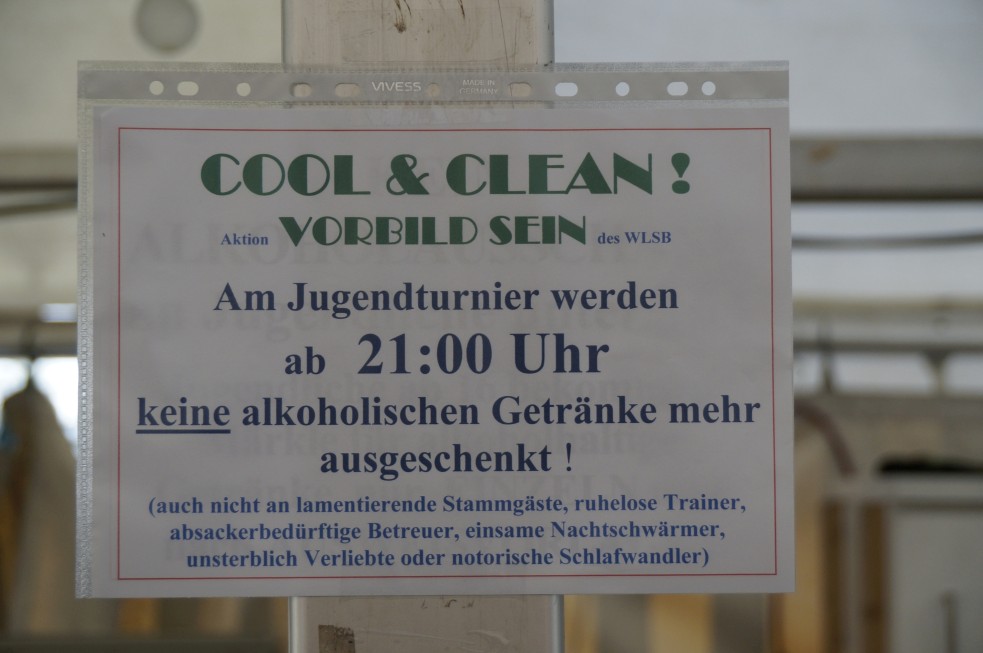 VIVESS MADE IN GERMANY
COOL & CLEAN !
Aktion VORBILD SEIN des WLSB
Am Jugendturnier werden
ab 21:00 Uhr
keine alkoholischen Getränke mehr
ausgeschenkt !
(auch nicht an lamentierende Stammgäste, ruhelose Trainer,
absackerbedürftige Betreuer, einsame Nachtschwärmer,
unsterblich Verliebte oder notorische Schlafwandler)